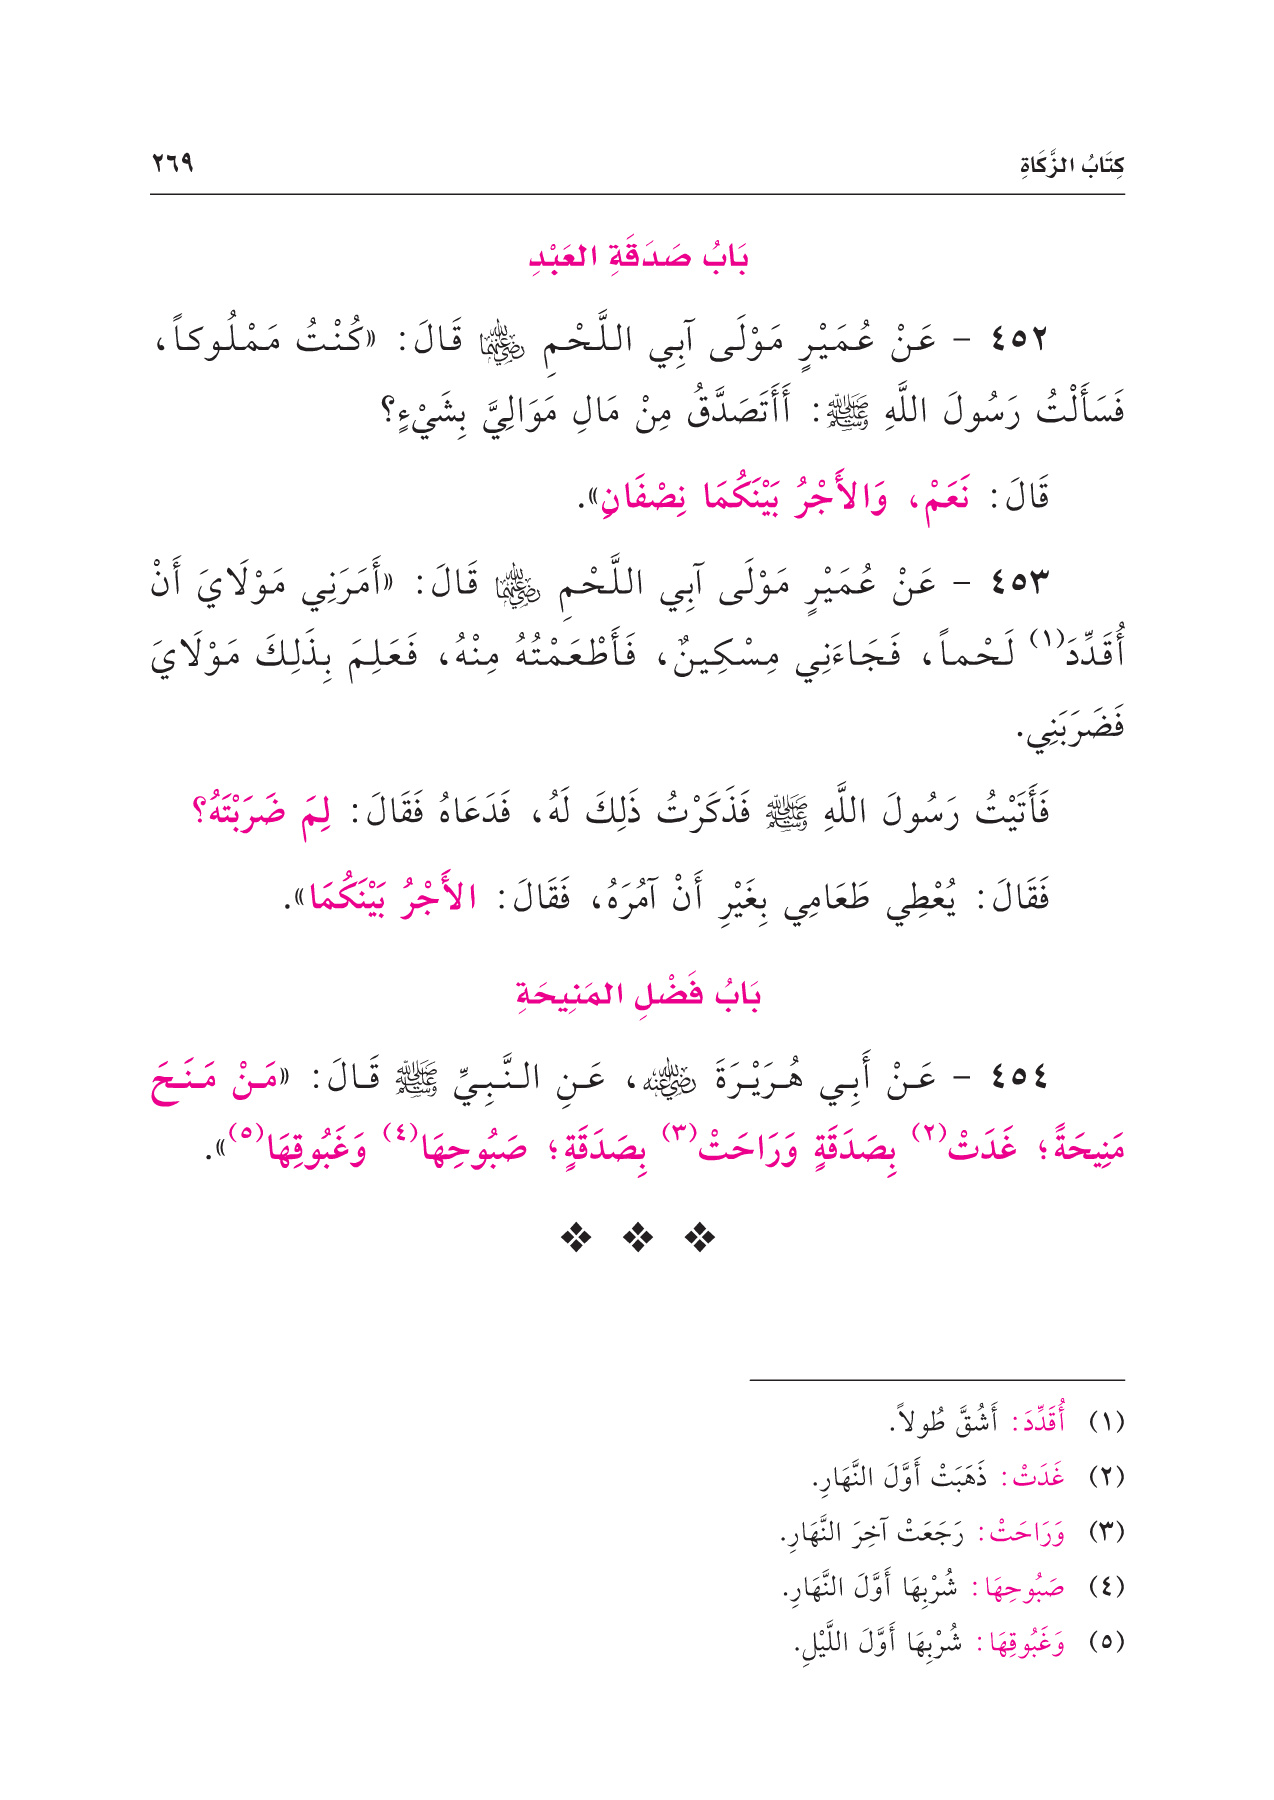 كِتَابُ الزَّكَاةِ ٢٦٩
بَابُ صَدَقَةِ العَبْدِ
٤٥٢ - عَنْ عُمَيْرٍ مَوْلَى آبِي اللَّحْمِ رضي الله عنهما قَالَ: «كُنْتُ مَمْلُوكاً،
فَسَأَلْتُ رَسُولَ اللَّهِ ﷺ: أَأَتَصَدَّقُ مِنْ مَالِ مَوَالِيَّ بِشَيْءٍ؟
قَالَ: نَعَمْ، وَالأَجْرُ بَيْنَكُمَا نِصْفَانِ».
٤٥٣ - عَنْ عُمَيْرٍ مَوْلَى آبِي اللَّحْمِ رضي الله عنهما قَالَ: «أَمَرَنِي مَوْلَايَ أَنْ
أُقَدِّدَ(١) لَحْماً، فَجَاءَنِي مِسْكِينٌ، فَأَطْعَمْتُهُ مِنْهُ، فَعَلِمَ بِذَلِكَ مَوْلَايَ
فَضَرَبَنِي.
فَأَتَيْتُ رَسُولَ اللَّهِ ﷺ فَذَكَرْتُ ذَلِكَ لَهُ، فَدَعَاهُ فَقَالَ: لِمَ ضَرَبْتَهُ؟
فَقَالَ: يُعْطِي طَعَامِي بِغَيْرِ أَنْ آمُرَهُ، فَقَالَ: الأَجْرُ بَيْنَكُمَا».
بَابُ فَضْلِ المَنِيحَةِ
٤٥٤ - عَنْ أَبِي هُرَيْرَةَ رضي الله عنه، عَنِ النَّبِيِّ ﷺ قَالَ: «مَنْ مَنَحَ
مَنِيحَةً؛ غَدَتْ(٢) بِصَدَقَةٍ وَرَاحَتْ(٣) بِصَدَقَةٍ؛ صَبُوحِهَا(٤) وَغَبُوقِهَا(٥)».
(١) أُقَدِّدَ: أَشُقَّ طُولاً.
(٢) غَدَتْ: ذَهَبَتْ أَوَّلَ النَّهَارِ.
(٣) وَرَاحَتْ: رَجَعَتْ آخِرَ النَّهَارِ.
(٤) صَبُوحِهَا: شُرْبِهَا أَوَّلَ النَّهَارِ.
(٥) وَغَبُوقِهَا: شُرْبِهَا أَوَّلَ اللَّيْلِ.